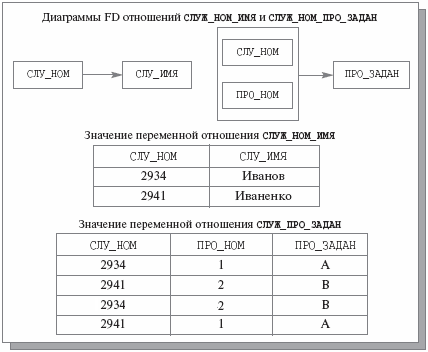 Диаграммы FD отношений СЛУЖ_НОМ_ИМЯ и СЛУЖ_НОМ_ПРО_ЗАДАН
СЛУ_НОМ СЛУ_ИМЯ СЛУ_НОМ ПРО_НОМ ПРО_ЗАДАН
Значение переменной отношения СЛУЖ_НОМ_ИМЯ
СЛУ_НОМ СЛУ_ИМЯ
2934 Иванов
2941 Иваненко
Значение переменной отношения СЛУЖ_ПРО_ЗАДАН
СЛУ_НОМ ПРО_НОМ ПРО_ЗАДАН
2934 1 A
2941 2 B
2934 2 B
2941 1 A